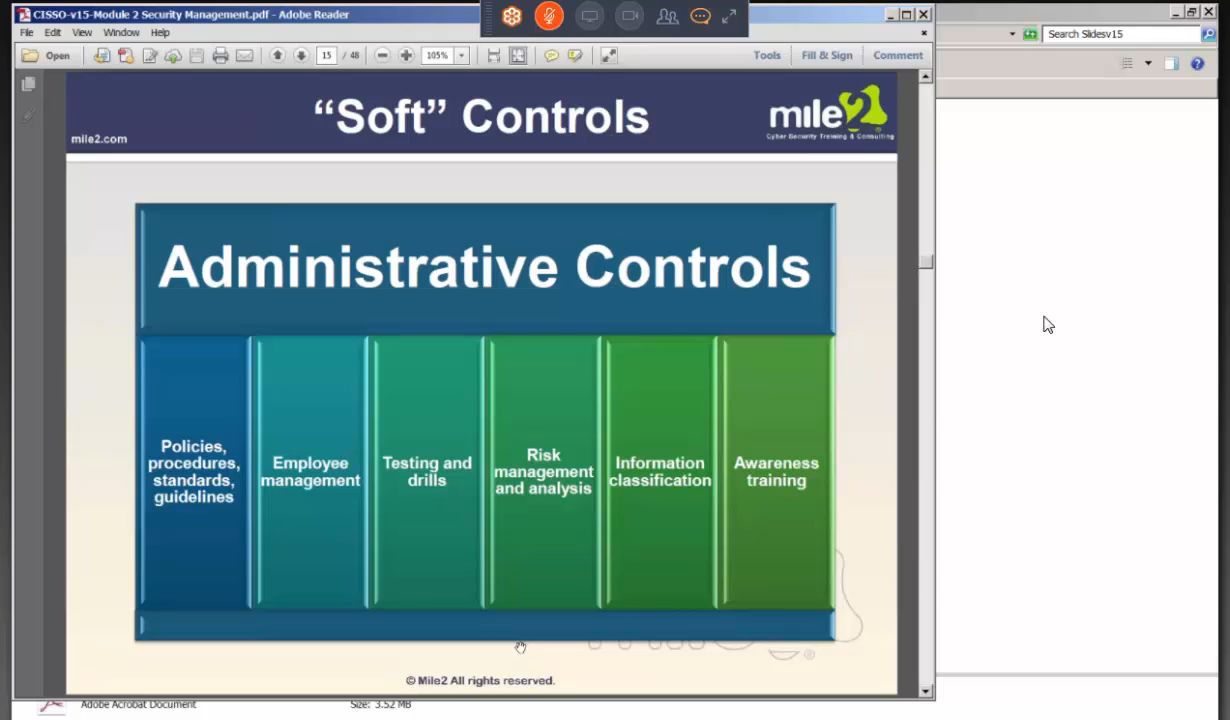 CISSO-v15-Module 2 Security Management.pdf - Adobe Reader
File Edit View Window Help
Search Slidesv15
Open
15 / 48
105%
Tools Fill & Sign Comment
“Soft” Controls
mile2
Cyber Security Training & Consulting
mile2.com
Administrative Controls
Policies,
procedures,
standards,
guidelines
Employee
management
Testing and
drills
Risk
management
and analysis
Information
classification
Awareness
training
© Mile2 All rights reserved.
Adobe Acrobat Document Size: 3.52 MB